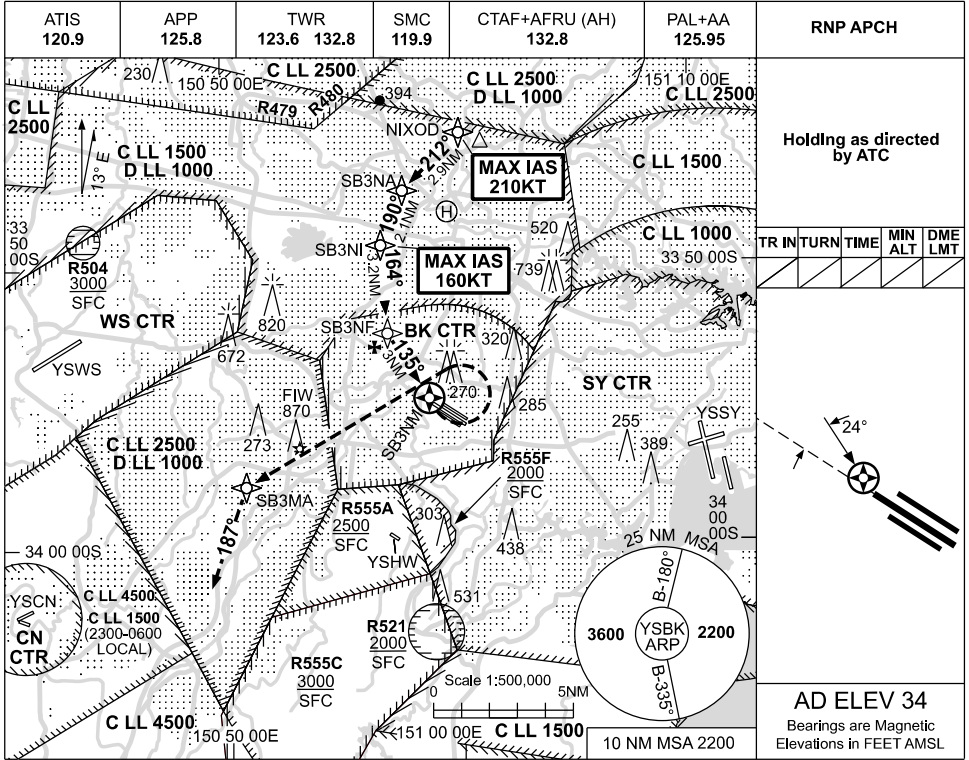 ATIS
120.9
APP
125.8
TWR
123.6 132.8
SMC
119.9
CTAF+AFRU (AH)
132.8
PAL+AA
125.95
RNP APCH
230
150 50 00E
C LL 2500
C LL 2500
D LL 1000
151 10 00E
C LL 2500
C LL
2500
R479
R480
394
NIXOD
212°
2.9NM
MAX IAS
210KT
C LL 1500
D LL 1000
C LL 1500
13° E
SB3NA
190°
2.1NM
H
Holding as directed
by ATC
33
50
00S
R504
3000
SFC
SB3NI
164°
3.2NM
MAX IAS
160KT
520
739
C LL 1000
33 50 00S
TR IN
TURN
TIME
MIN
ALT
DME
LMT
WS CTR
820
672
SB3NF
BK CTR
320
YSWS
135°
3NM
270
285
SY CTR
FIW
870
273
SB3NM
255
389
YSSY
24°
C LL 2500
D LL 1000
SB3MA
R555F
2000
SFC
R555A
2500
SFC
303
438
34
00
00S
187°
34 00 00S
YSHW
25 NM MSA
B-180°
YSCN
CN
CTR
C LL 4500
C LL 1500
(2300-0600
LOCAL)
531
R521
2000
SFC
3600
YSBK
ARP
2200
B-335°
R555C
3000
SFC
Scale 1:500,000
0
5NM
C LL 4500
150 50 00E
151 00 00E
C LL 1500
10 NM MSA 2200
AD ELEV 34
Bearings are Magnetic
Elevations in FEET AMSL